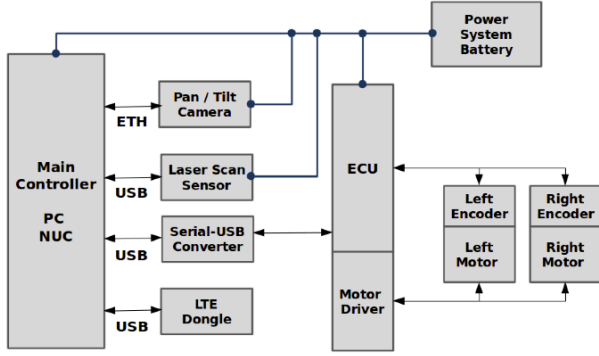 Power
System
Battery
Main
Controller
PC
NUC
ETH
Pan / Tilt
Camera
USB
Laser Scan
Sensor
USB
Serial-USB
Converter
USB
LTE
Dongle
ECU
Motor
Driver
Left
Encoder
Left
Motor
Right
Encoder
Right
Motor